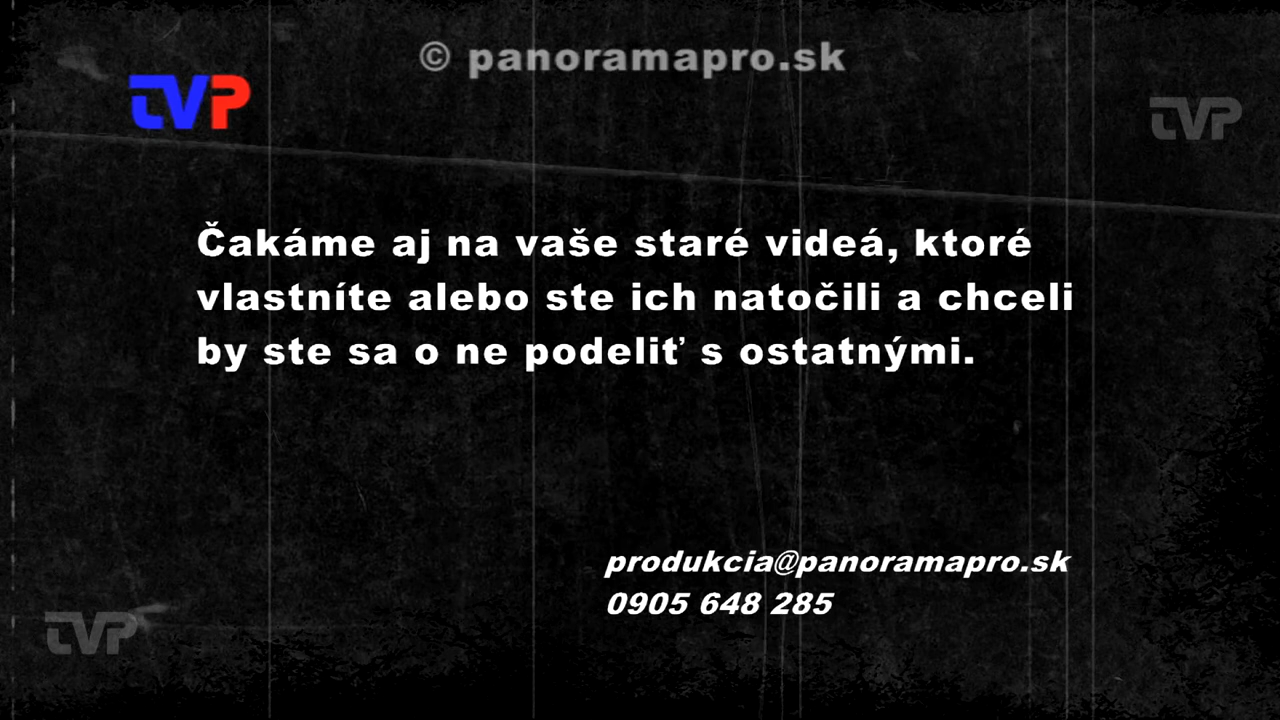 © panoramapro.sk
TVP
TVP
Čakáme aj na vaše staré videá, ktoré
vlastníte alebo ste ich natočili a chceli
by ste sa o ne podeliť s ostatnými.
produkcia@panoramapro.sk
0905 648 285
TVP